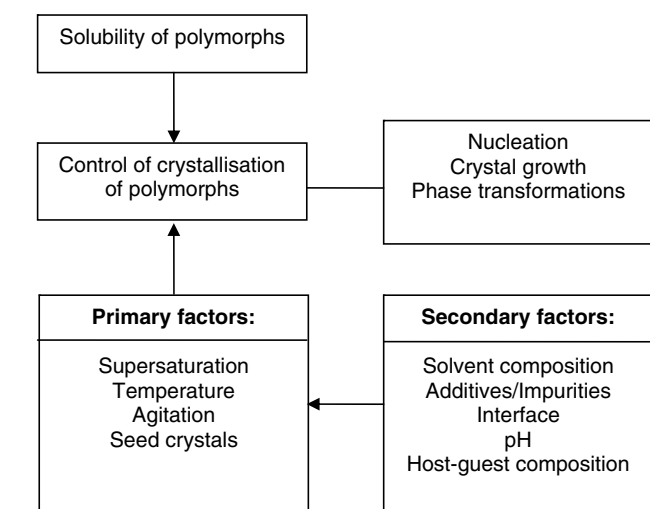 Solubility of polymorphs
Control of crystallisation
of polymorphs
Nucleation
Crystal growth
Phase transformations
Primary factors:
Supersaturation
Temperature
Agitation
Seed crystals
Secondary factors:
Solvent composition
Additives/Impurities
Interface
pH
Host-guest composition